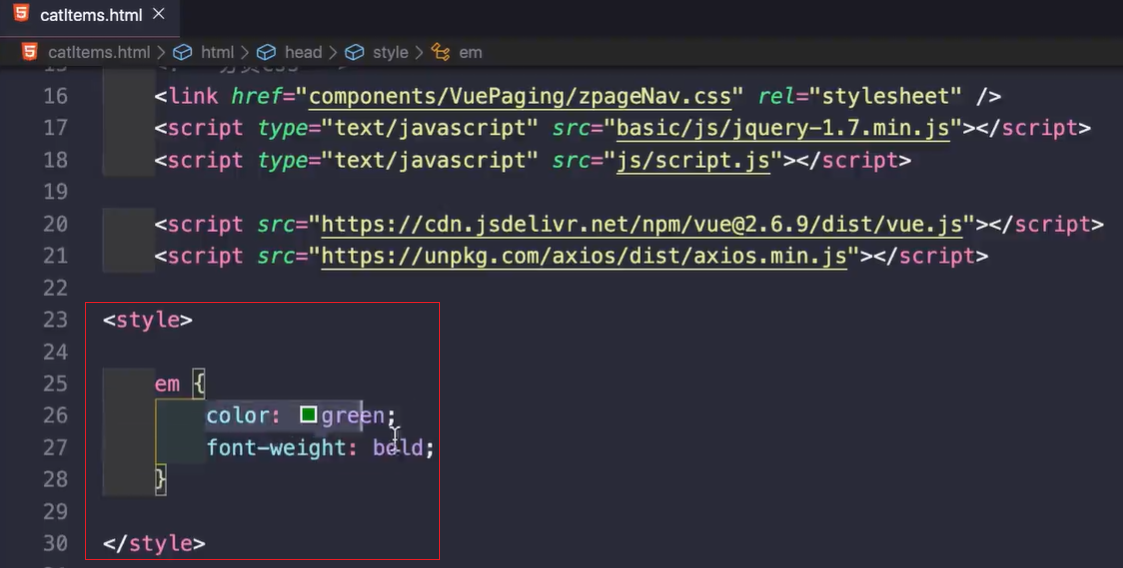 catItems.html
catItems.html > html > head > style > em
16 <link href="components/VuePaging/zpageNav.css" rel="stylesheet" />
17 <script type="text/javascript" src="basic/js/jquery-1.7.min.js"></script>
18 <script type="text/javascript" src="js/script.js"></script>
19
20 <script src="https://cdn.jsdelivr.net/npm/vue@2.6.9/dist/vue.js"></script>
21 <script src="https://unpkg.com/axios/dist/axios.min.js"></script>
22
23 <style>
24
25 em {
26 color: green;
27 font-weight: bold;
28 }
29
30 </style>